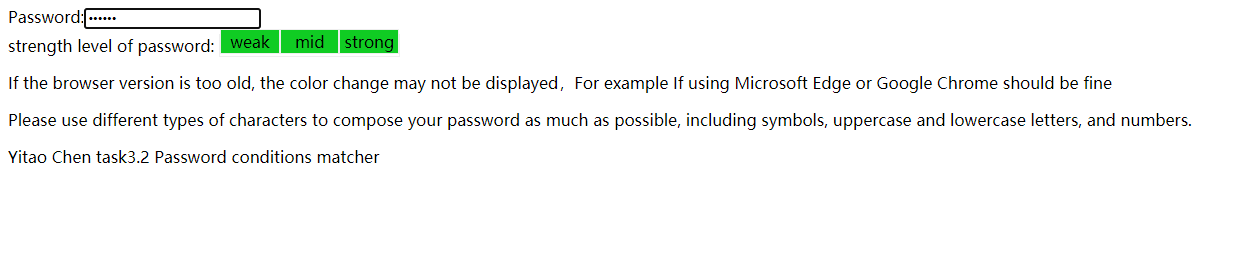 Password:••••••
strength level of password: weak mid strong
If the browser version is too old, the color change may not be displayed，For example If using Microsoft Edge or Google Chrome should be fine
Please use different types of characters to compose your password as much as possible, including symbols, uppercase and lowercase letters, and numbers.
Yitao Chen task3.2 Password conditions matcher